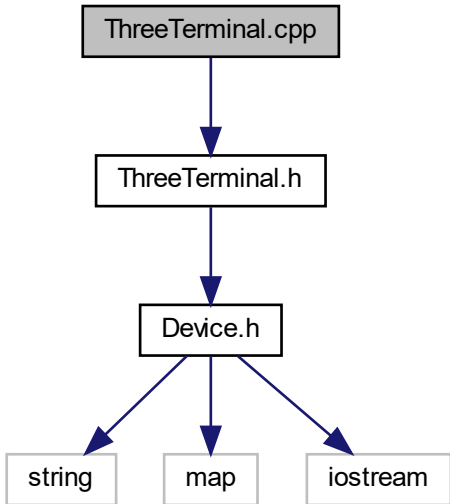 ThreeTerminal.cpp
ThreeTerminal.h
Device.h
string
map
iostream